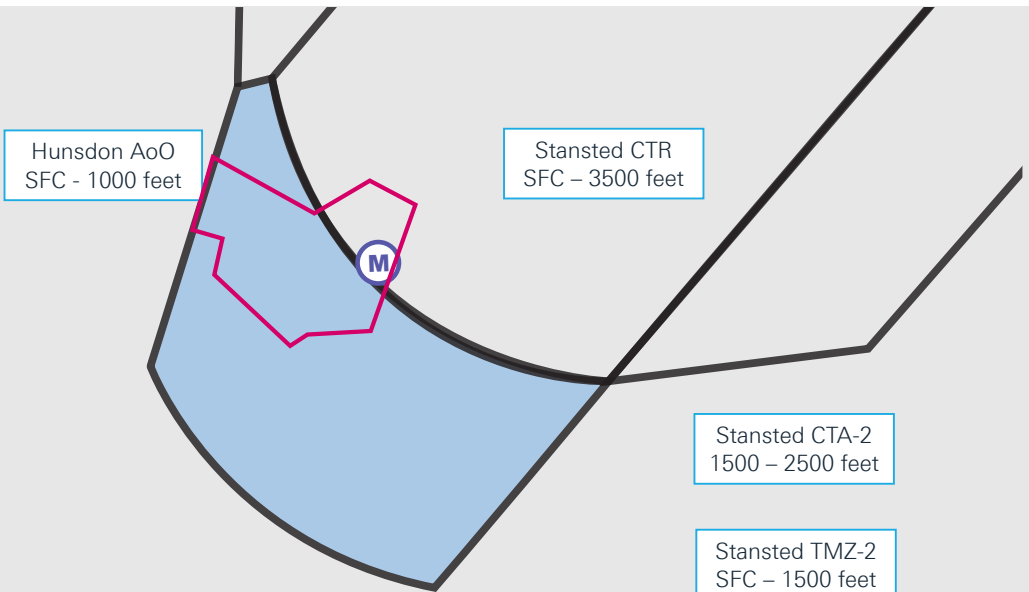 Hunsdon AoO
SFC - 1000 feet
Stansted CTR
SFC – 3500 feet
M
Stansted CTA-2
1500 – 2500 feet
Stansted TMZ-2
SFC – 1500 feet